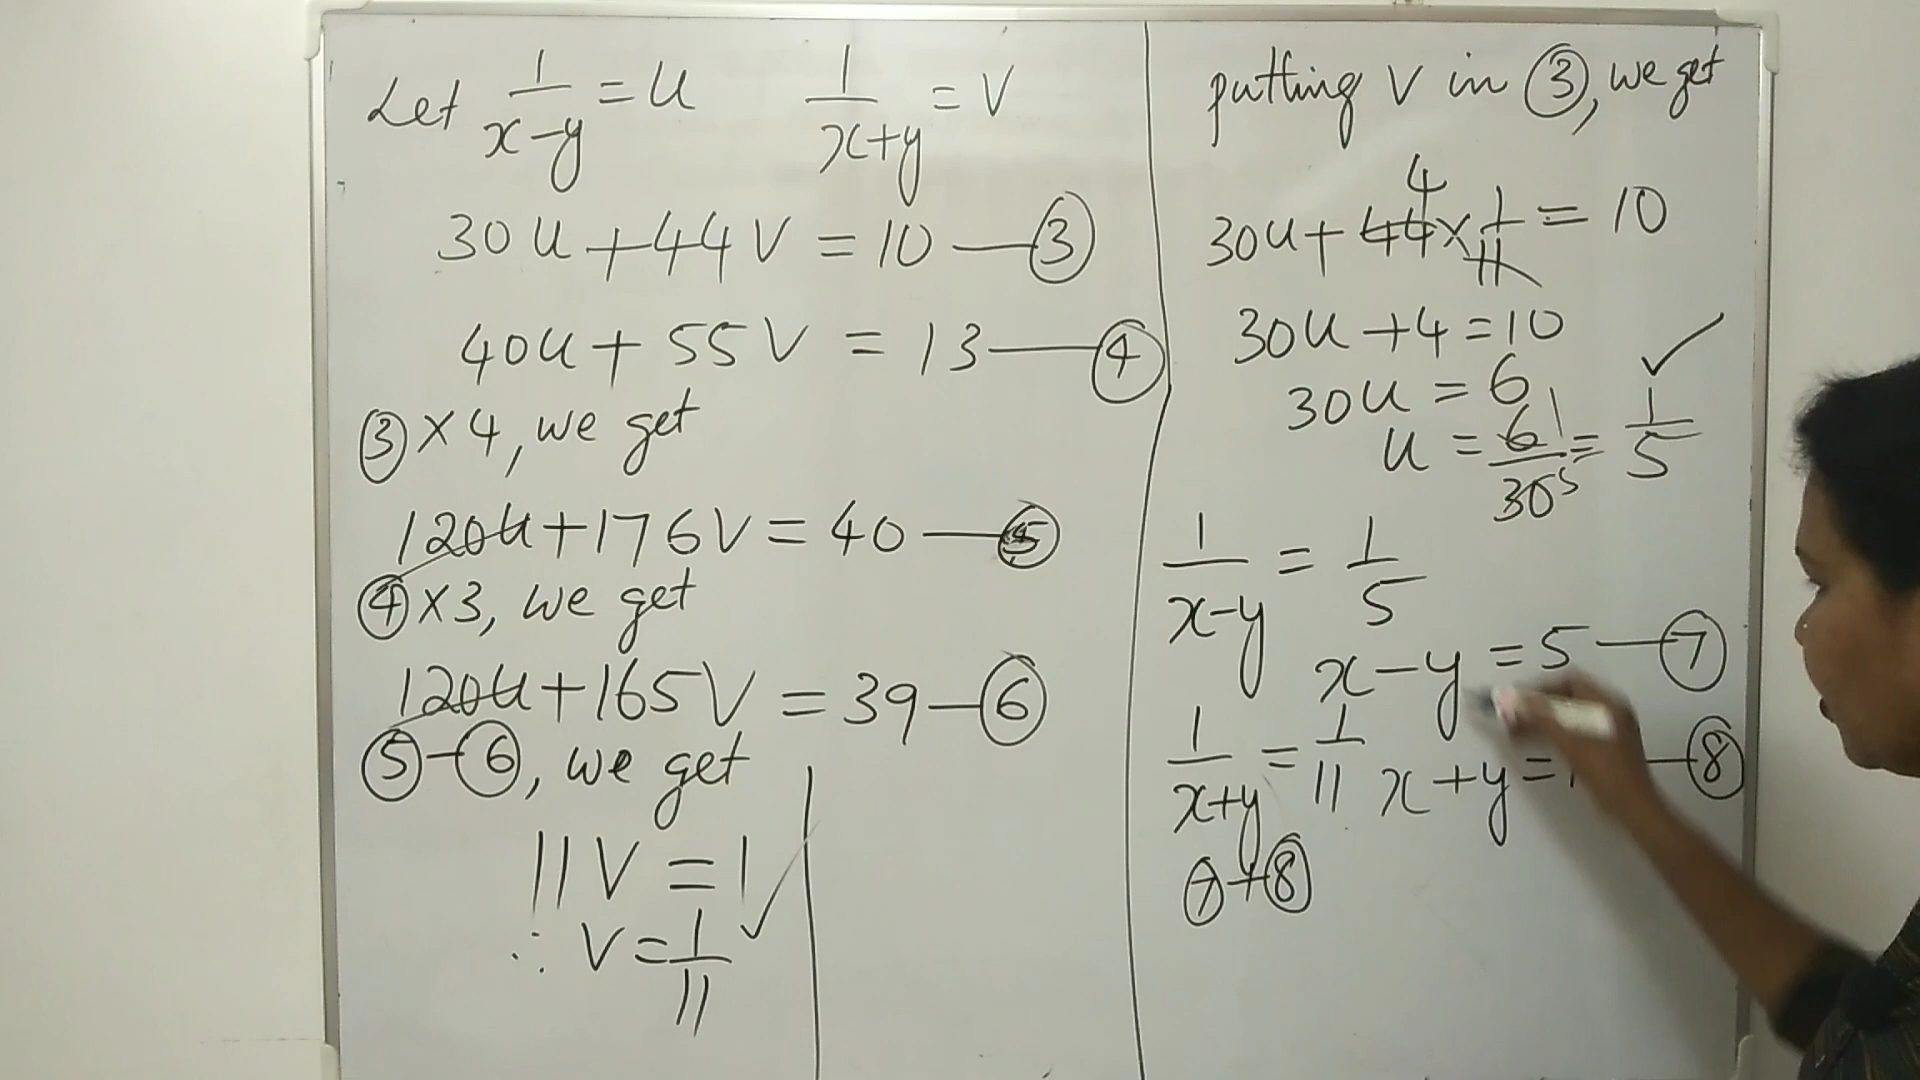 Let 1/(x-y) = u    1/(x+y) = v
30u + 44v = 10 — ③
40u + 55v = 13 — ④
③ × 4, we get
120u + 176v = 40 — ⑤
④ × 3, we get
120u + 165v = 39 — ⑥
⑤ - ⑥, we get
11v = 1
∴ v = 1/11 ✓
putting v in ③, we get
4
30u + 44 × 1/11 = 10
30u + 4 = 10
30u = 6
u = 6/30 = 1/5 ✓
1
5
1/(x-y) = 1/5
x - y = 5 — ⑦
1/(x+y) = 1/11    x + y = — ⑧
⑦ + ⑧